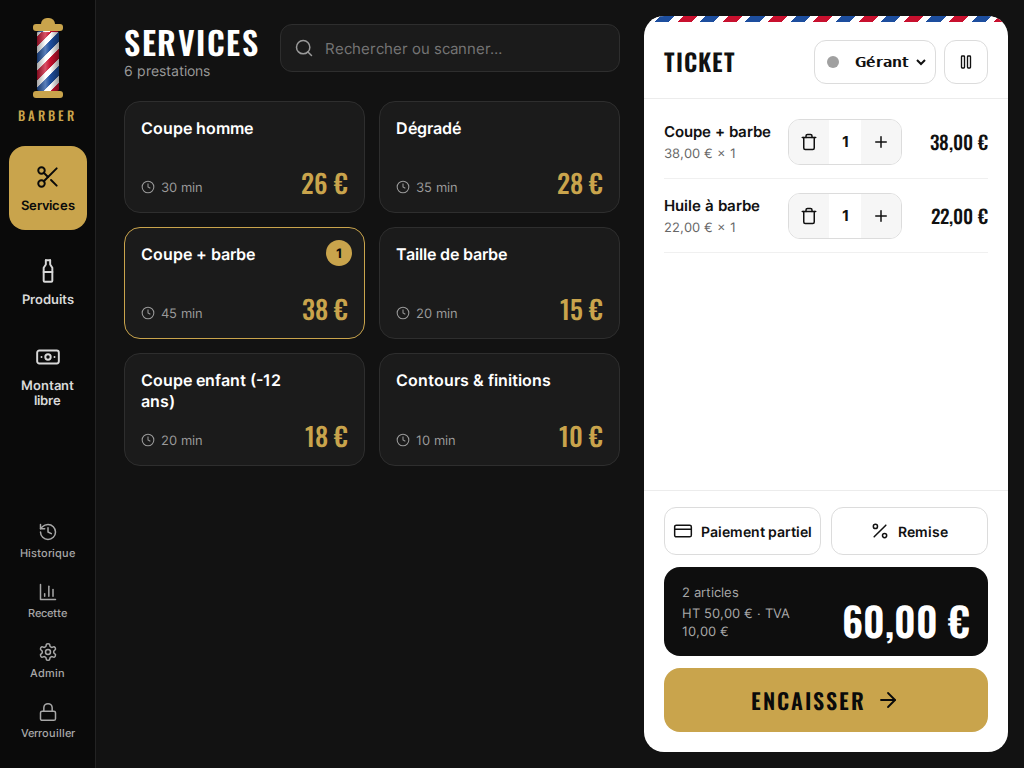 BARBER
Services
Produits
Montant
libre
Historique
Recette
Admin
Verrouiller
SERVICES
6 prestations
Rechercher ou scanner...
Coupe homme
30 min
26 €
Dégradé
35 min
28 €
Coupe + barbe
1
45 min
38 €
Taille de barbe
20 min
15 €
Coupe enfant (-12
ans)
20 min
18 €
Contours & finitions
10 min
10 €
TICKET
Gérant
Coupe + barbe
38,00 € × 1
1
38,00 €
Huile à barbe
22,00 € × 1
1
22,00 €
Paiement partiel
Remise
2 articles
HT 50,00 € · TVA
10,00 €
60,00 €
ENCAISSER